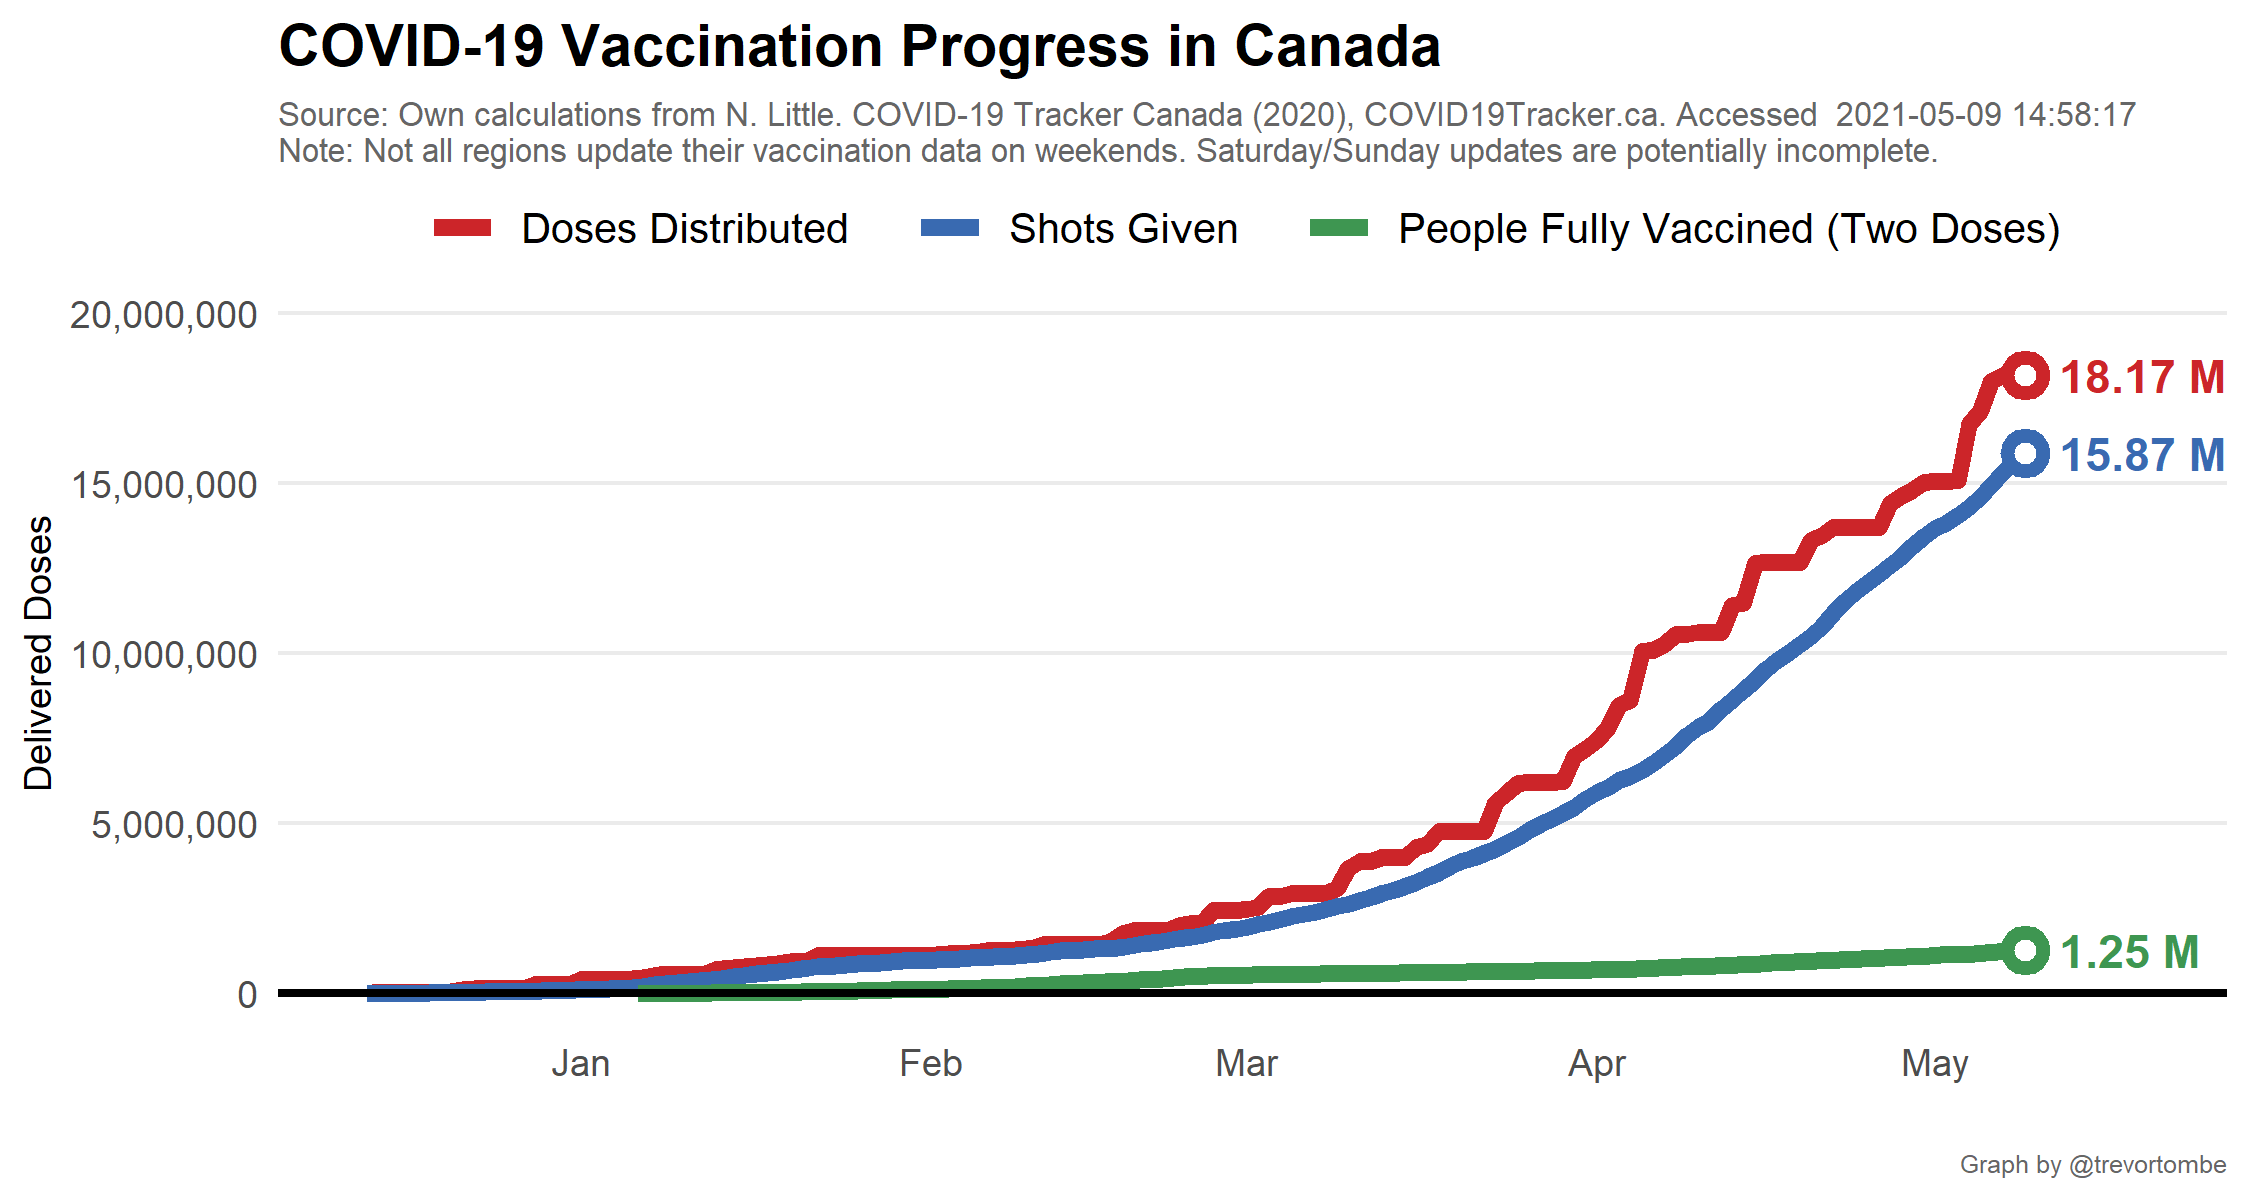 COVID-19 Vaccination Progress in Canada
Source: Own calculations from N. Little. COVID-19 Tracker Canada (2020), COVID19Tracker.ca. Accessed  2021-05-09 14:58:17
Note: Not all regions update their vaccination data on weekends. Saturday/Sunday updates are potentially incomplete.
Doses Distributed
Shots Given
People Fully Vaccined (Two Doses)
Delivered Doses
20,000,000
15,000,000
10,000,000
5,000,000
0
18.17 M
15.87 M
1.25 M
Jan
Feb
Mar
Apr
May
Graph by @trevortombe